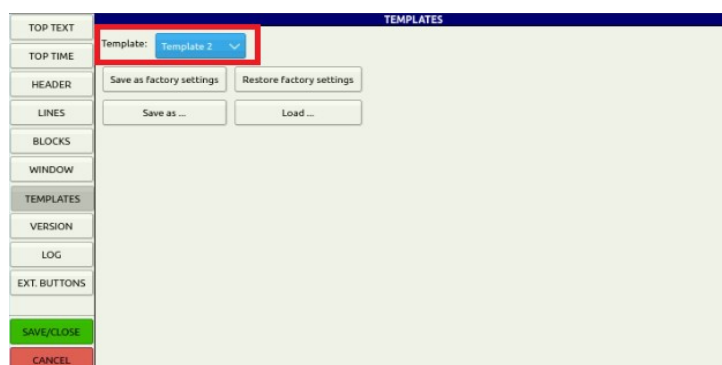 TEMPLATES
TOP TEXT
TOP TIME
HEADER
LINES
BLOCKS
WINDOW
TEMPLATES
VERSION
LOG
EXT. BUTTONS
SAVE/CLOSE
CANCEL
Template: Template 2
Save as factory settings Restore factory settings
Save as ... Load ...